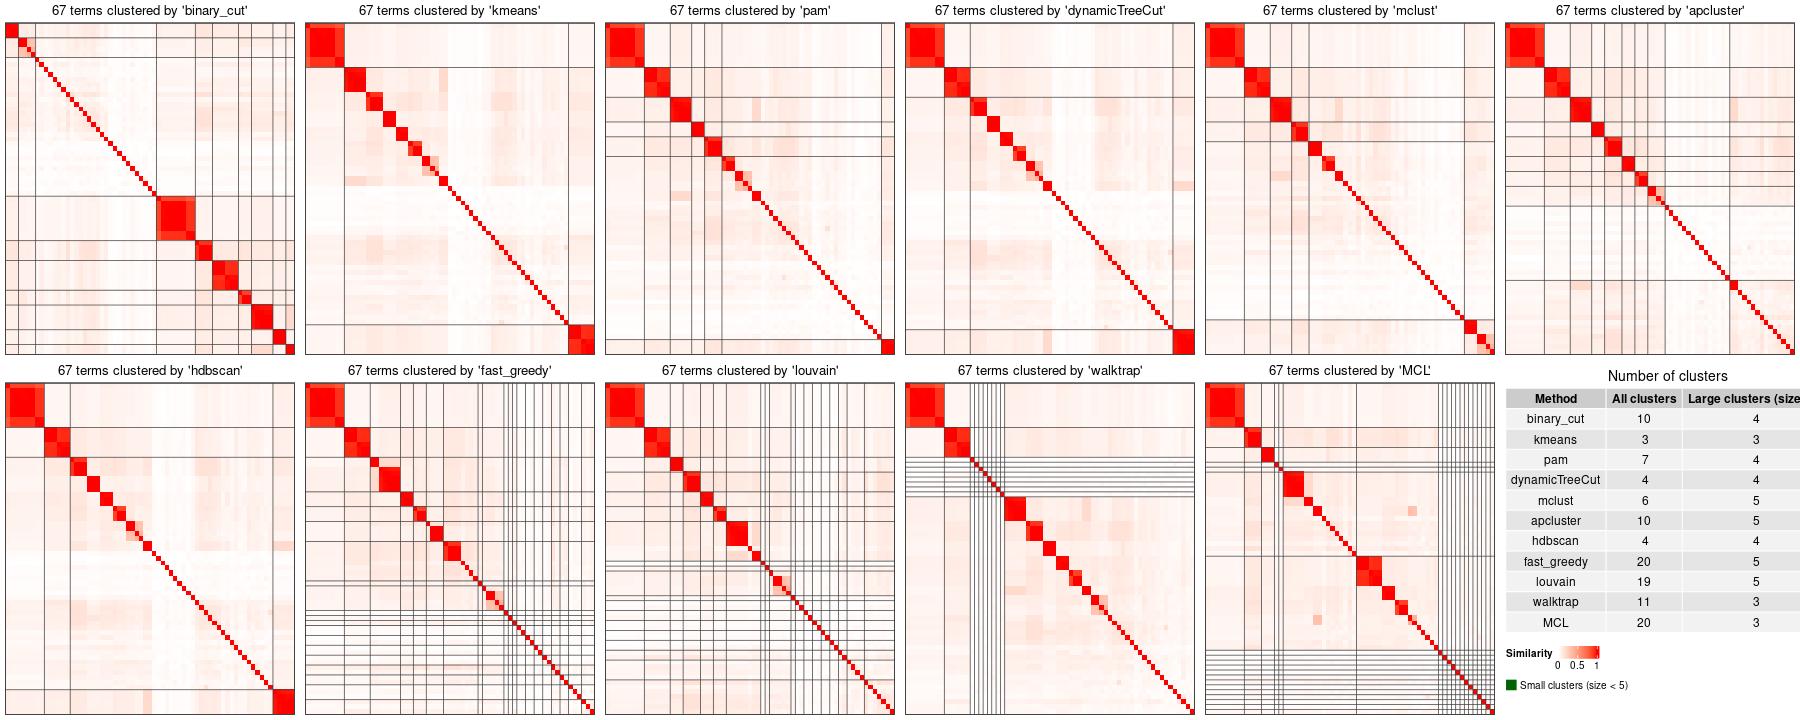 67 terms clustered by 'binary_cut'
67 terms clustered by 'kmeans'
67 terms clustered by 'pam'
67 terms clustered by 'dynamicTreeCut'
67 terms clustered by 'mclust'
67 terms clustered by 'apcluster'
67 terms clustered by 'hdbscan'
67 terms clustered by 'fast_greedy'
67 terms clustered by 'louvain'
67 terms clustered by 'walktrap'
67 terms clustered by 'MCL'
Number of clusters
Method All clusters Large clusters (size
binary_cut 10 4
kmeans 3 3
pam 7 4
dynamicTreeCut 4 4
mclust 6 5
apcluster 10 5
hdbscan 4 4
fast_greedy 20 5
louvain 19 5
walktrap 11 3
MCL 20 3
Similarity
0 0.5 1
Small clusters (size < 5)